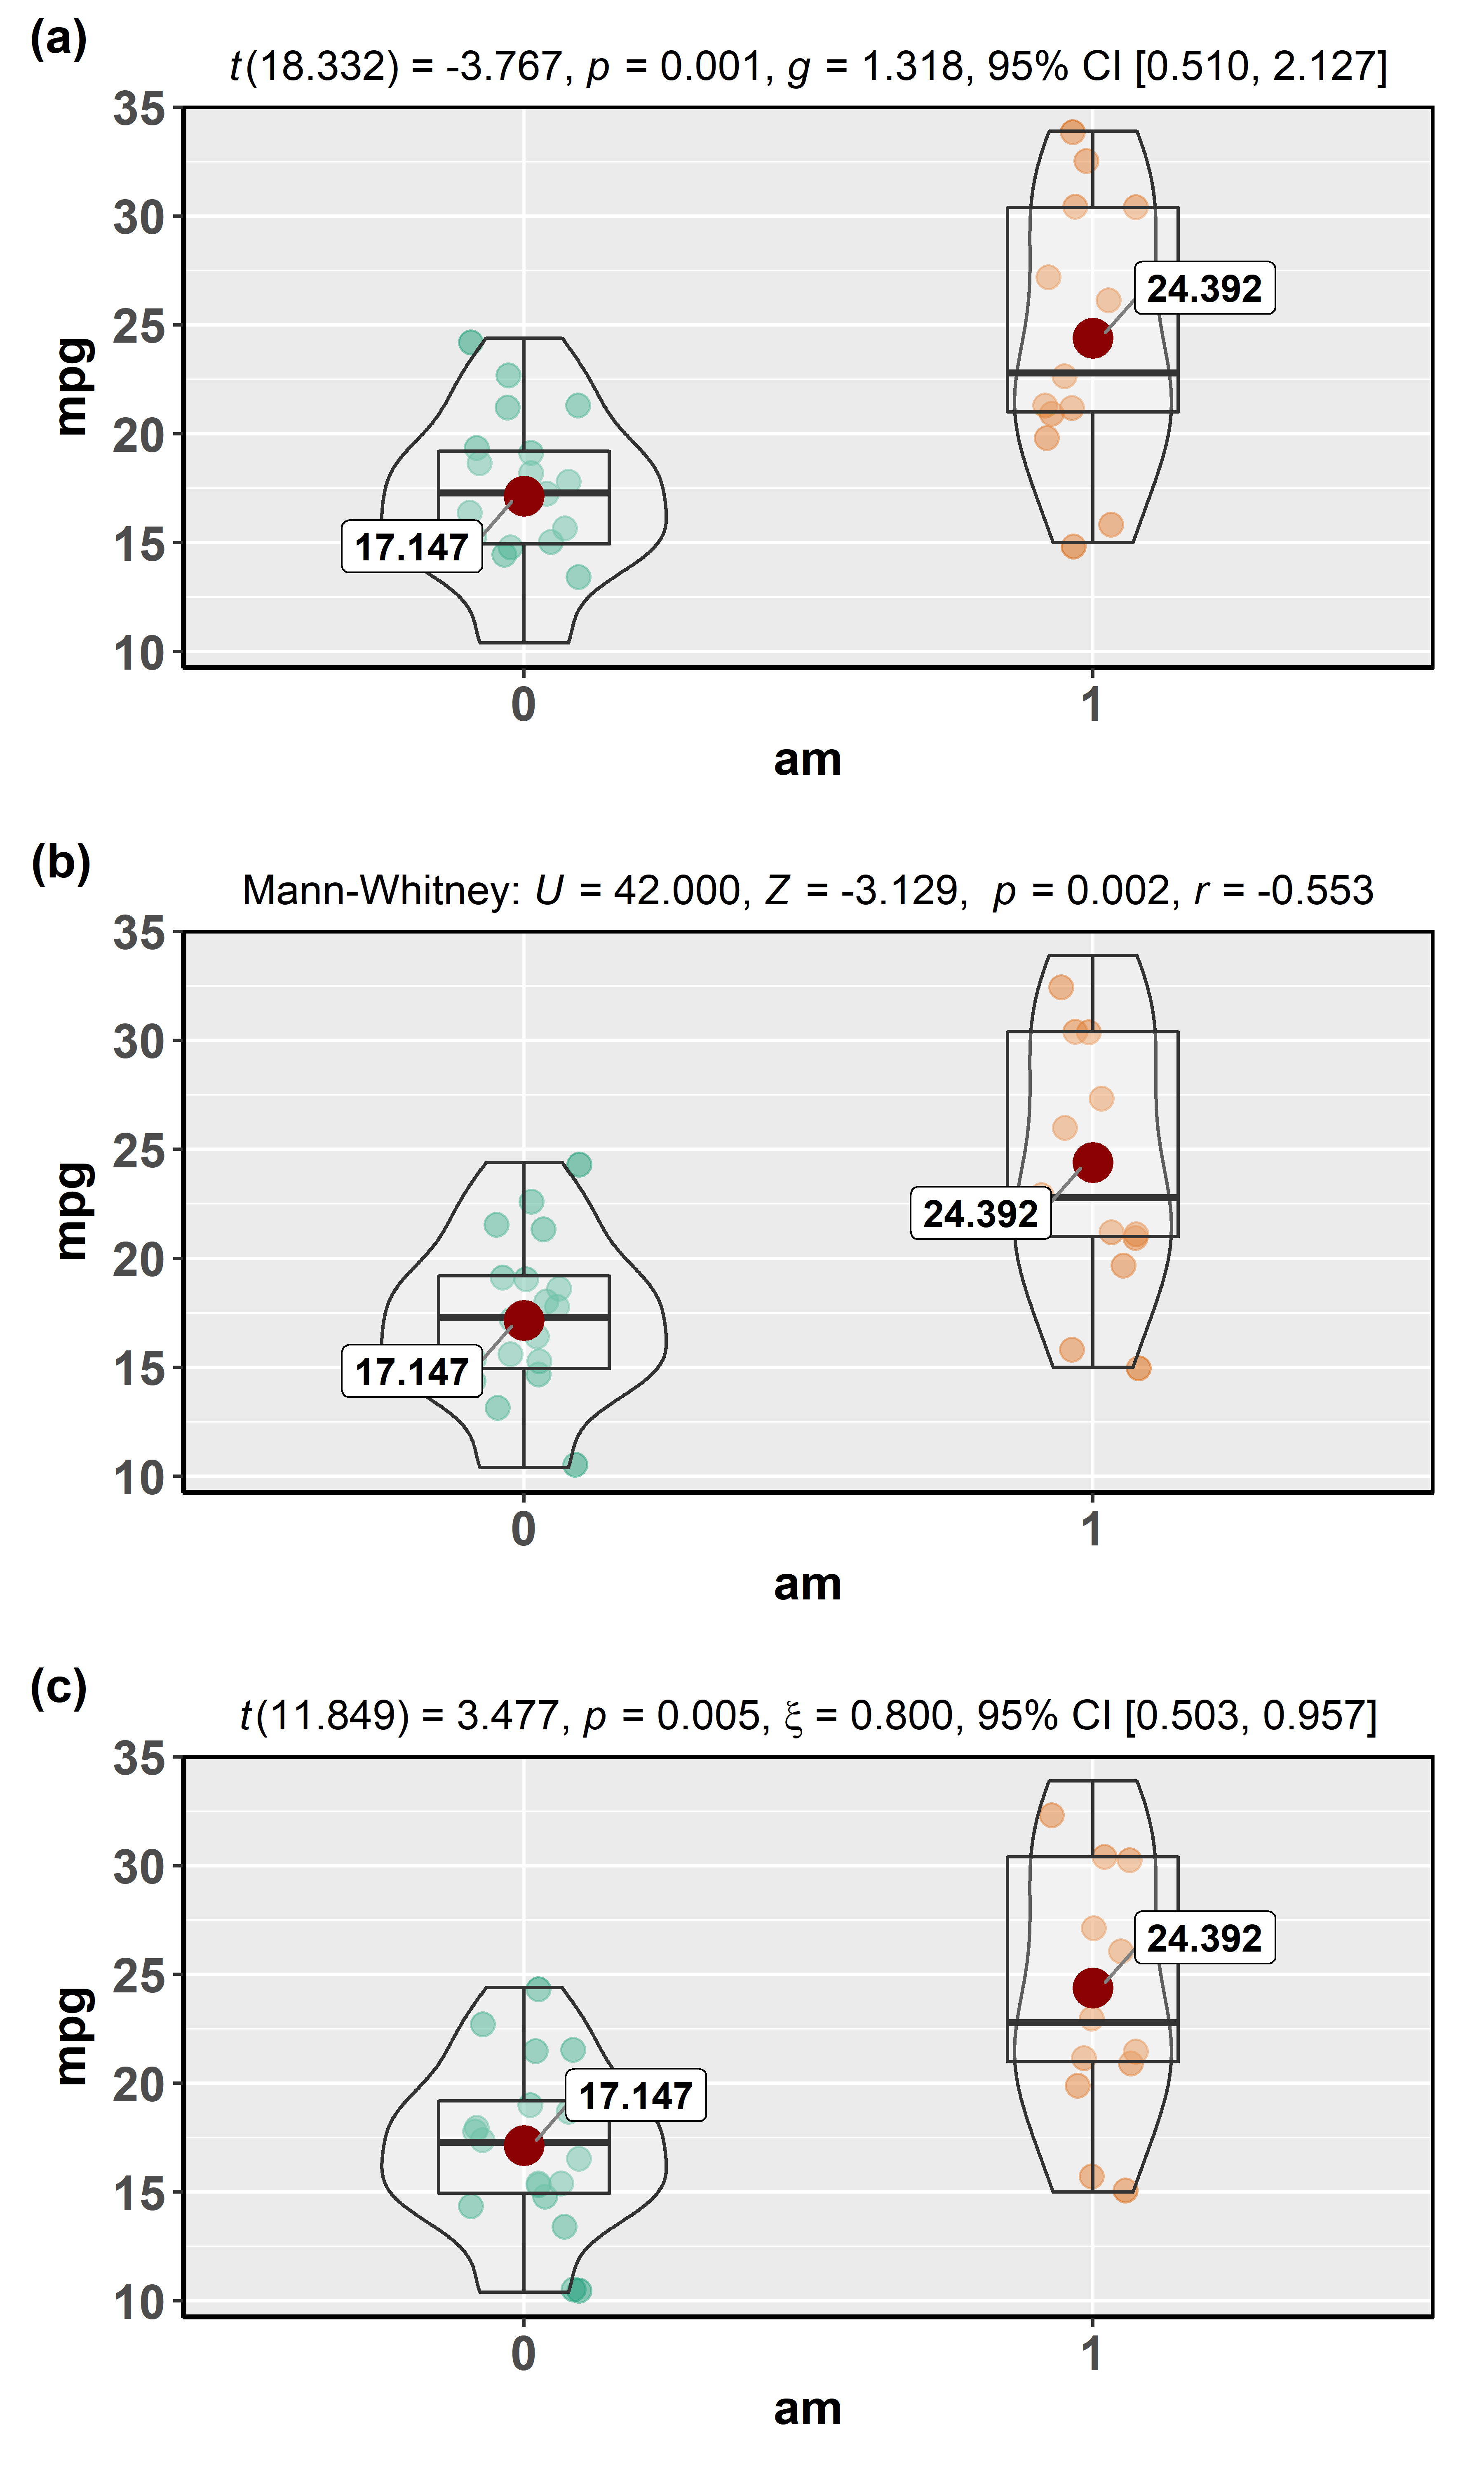 (a)
t(18.332) = -3.767, p = 0.001, g = 1.318, 95% CI [0.510, 2.127]
35
30
25
20
15
10
mpg
24.392
17.147
0 1
am
(b)
Mann-Whitney: U = 42.000, Z = -3.129, p = 0.002, r = -0.553
35
30
25
20
15
10
mpg
24.392
17.147
0 1
am
(c)
t(11.849) = 3.477, p = 0.005, ξ = 0.800, 95% CI [0.503, 0.957]
35
30
25
20
15
10
mpg
24.392
17.147
0 1
am